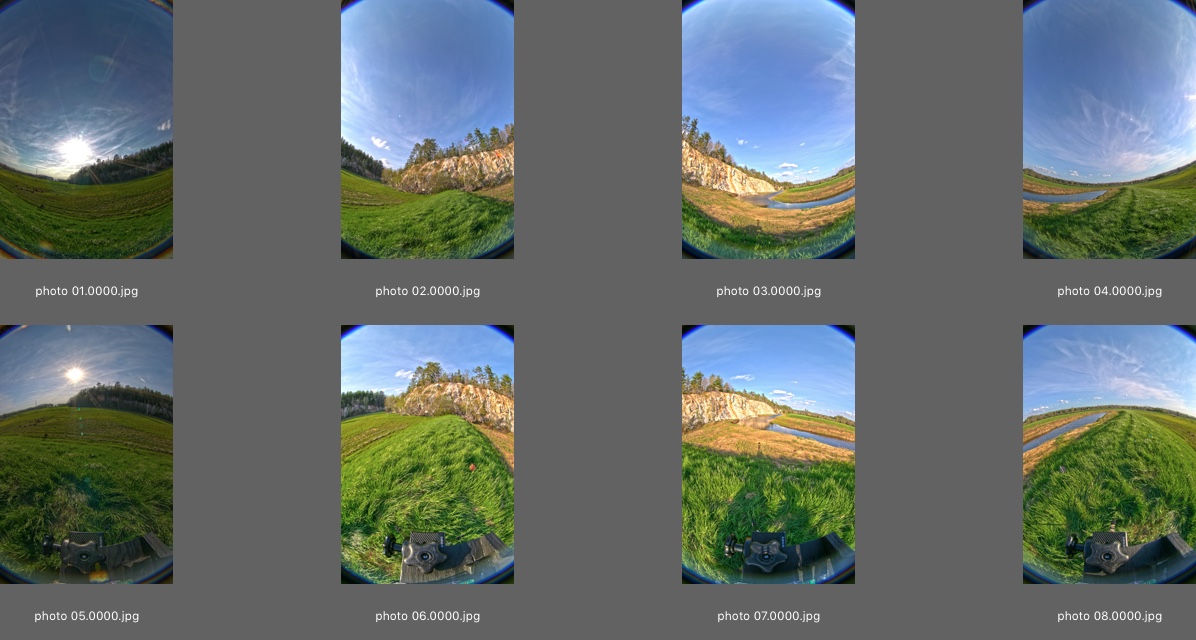 photo 01.0000.jpg
photo 02.0000.jpg
photo 03.0000.jpg
photo 04.0000.jpg
photo 05.0000.jpg
photo 06.0000.jpg
photo 07.0000.jpg
photo 08.0000.jpg